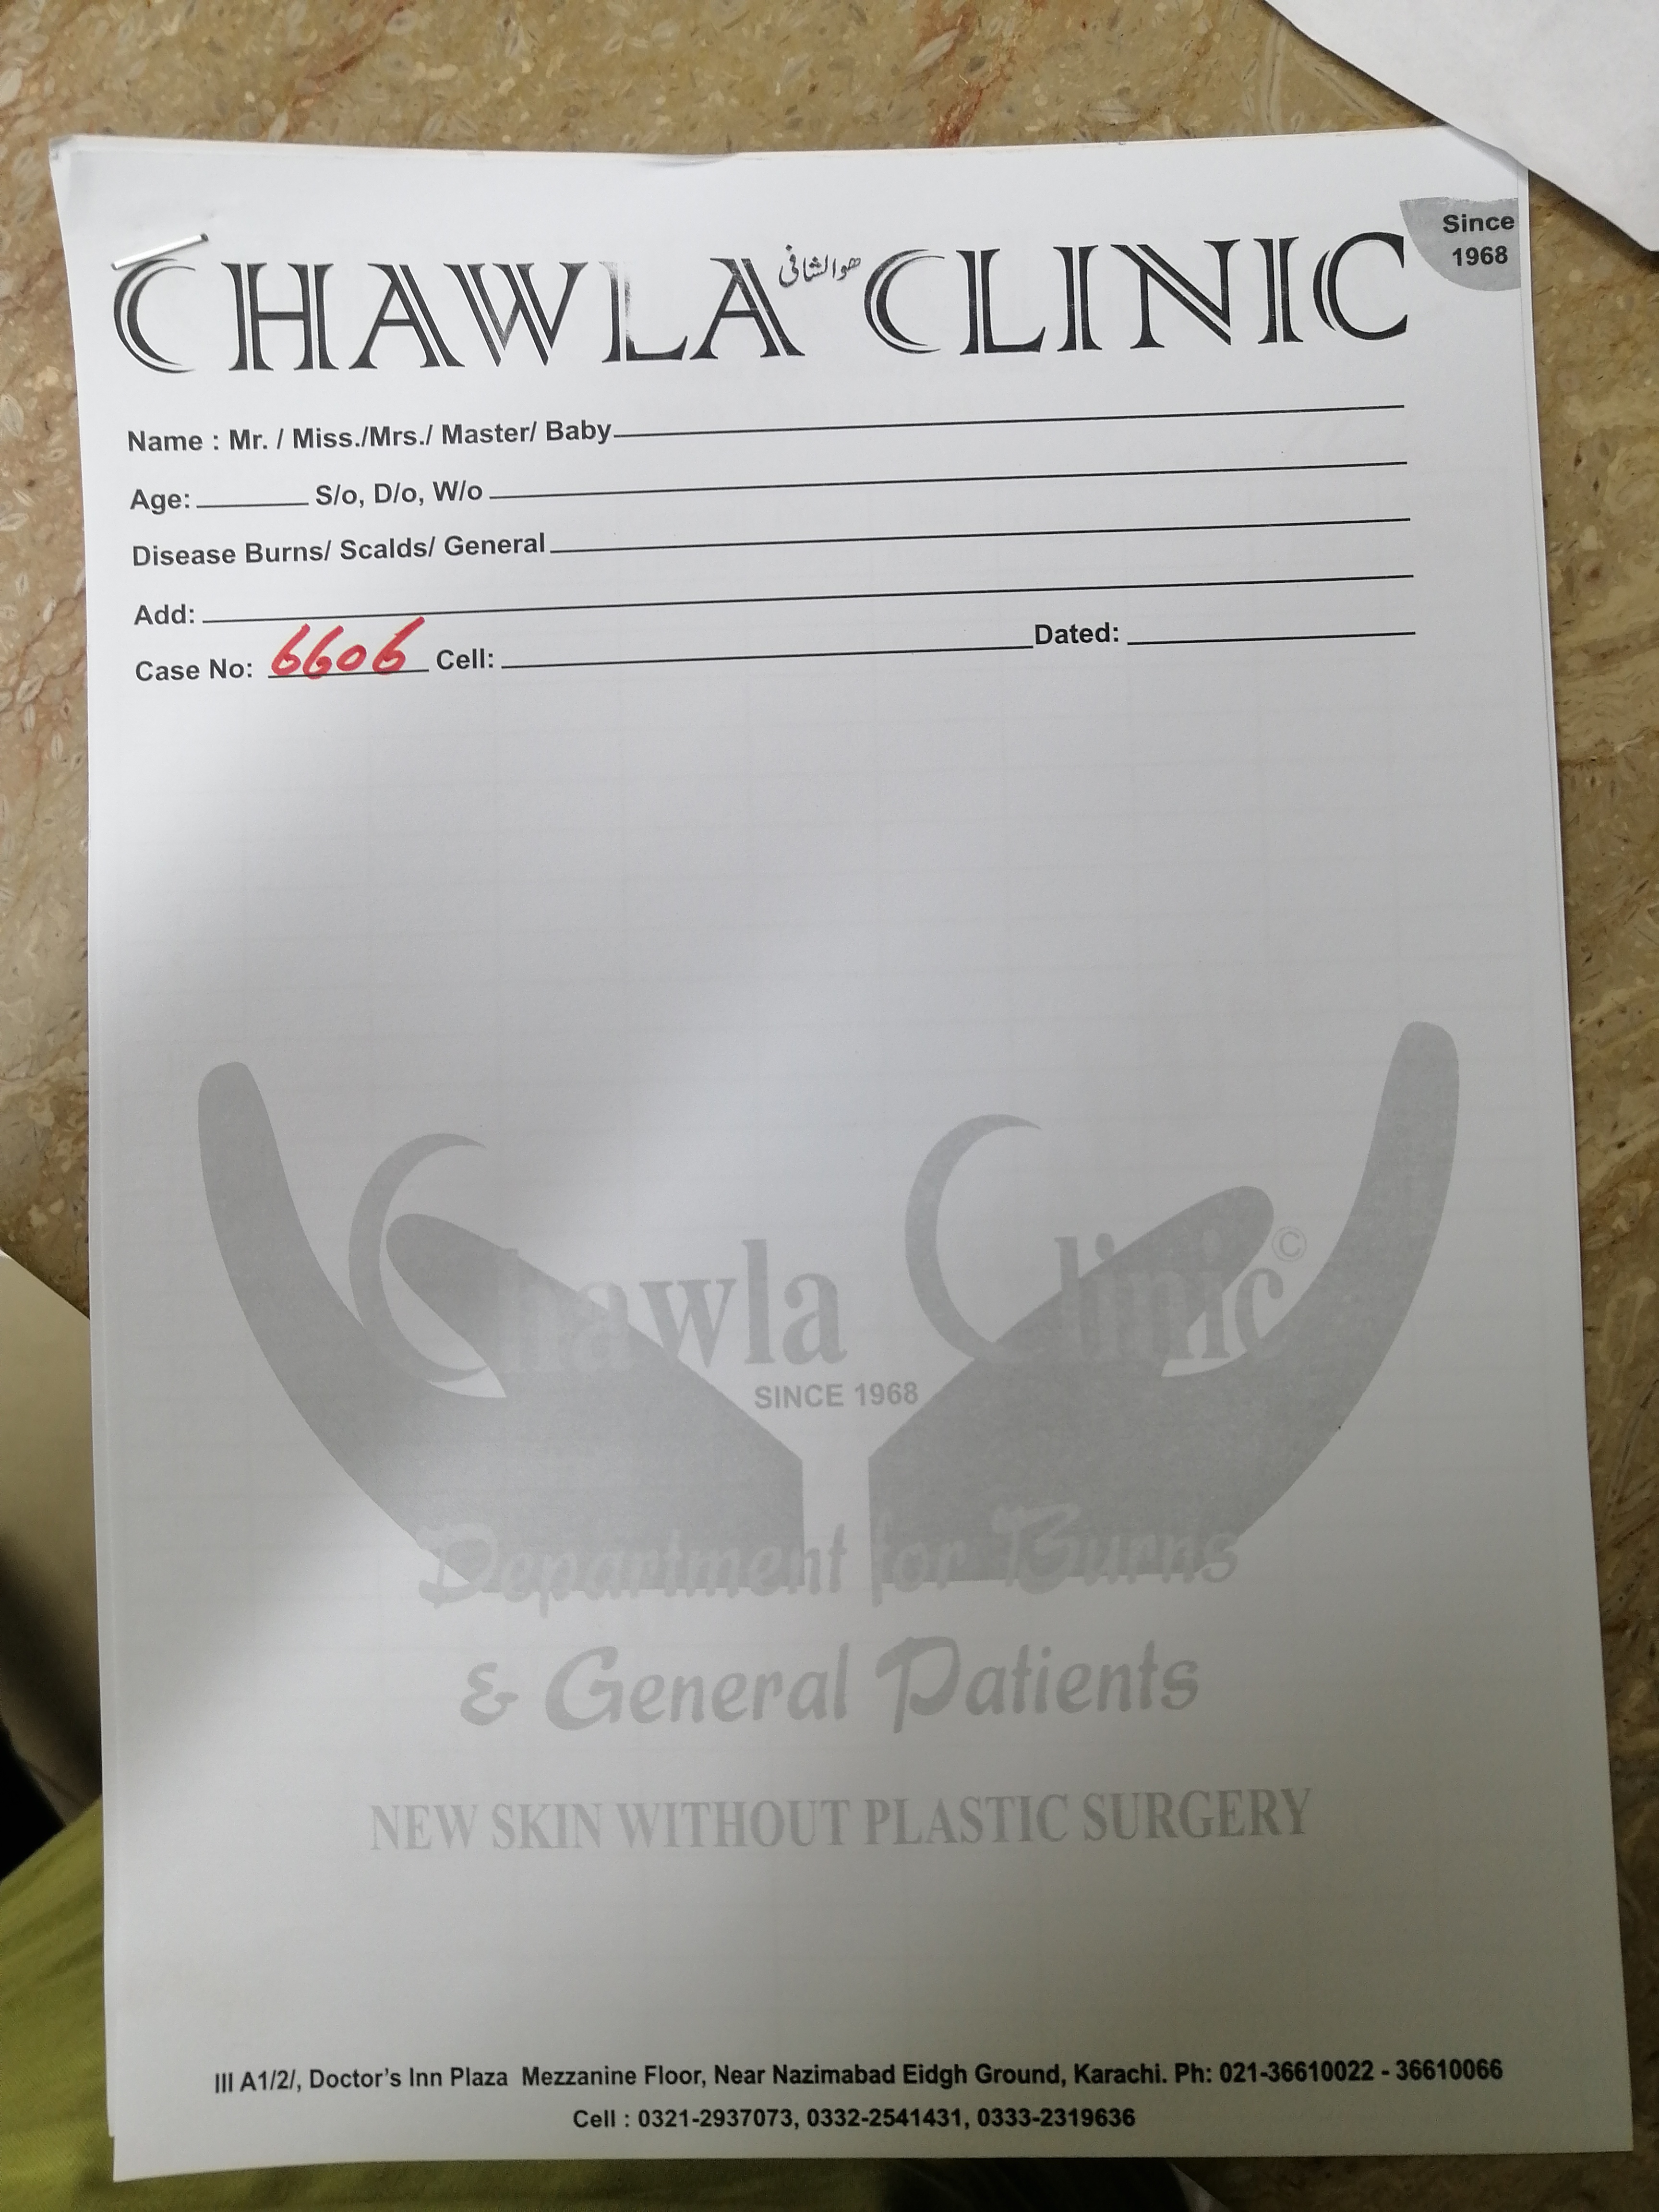 Since
1968
CHAWLA CLINIC
ھوالشافی
Name : Mr. / Miss./Mrs./ Master/ Baby
Age: S/o, D/o, W/o
Disease Burns/ Scalds/ General
Add:
Case No: 6606 Cell: Dated:
Chawla Clinic ©
SINCE 1968
Department for Burns
& General Patients
NEW SKIN WITHOUT PLASTIC SURGERY
III A1/2/, Doctor's Inn Plaza Mezzanine Floor, Near Nazimabad Eidgh Ground, Karachi. Ph: 021-36610022 - 36610066
Cell : 0321-2937073, 0332-2541431, 0333-2319636